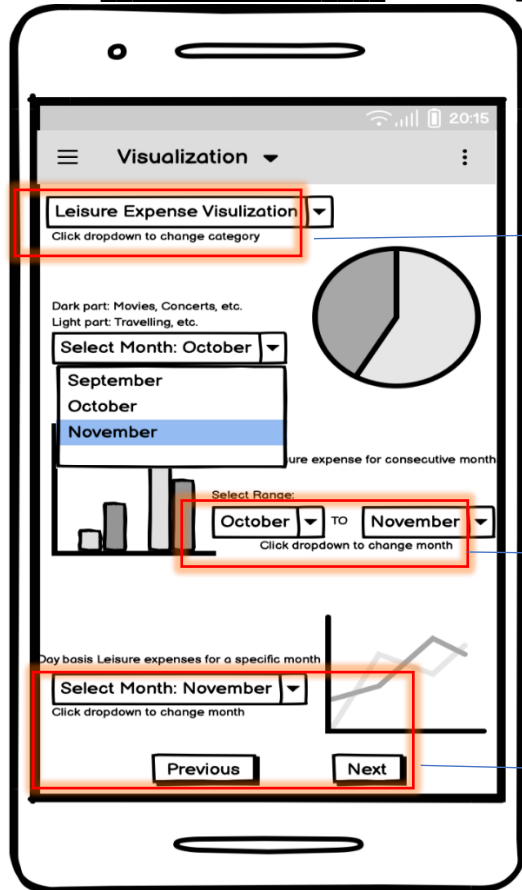 20:15
Visualization
Leisure Expense Visulization
Click dropdown to change category
Dark part: Movies, Concerts, etc.
Light part: Travelling, etc.
Select Month: October
September
October
November
ure expense for consecutive month
Select Range:
October TO November
Click dropdown to change month
Day basis Leisure expenses for a specific month
Select Month: November
Click dropdown to change month
Previous Next